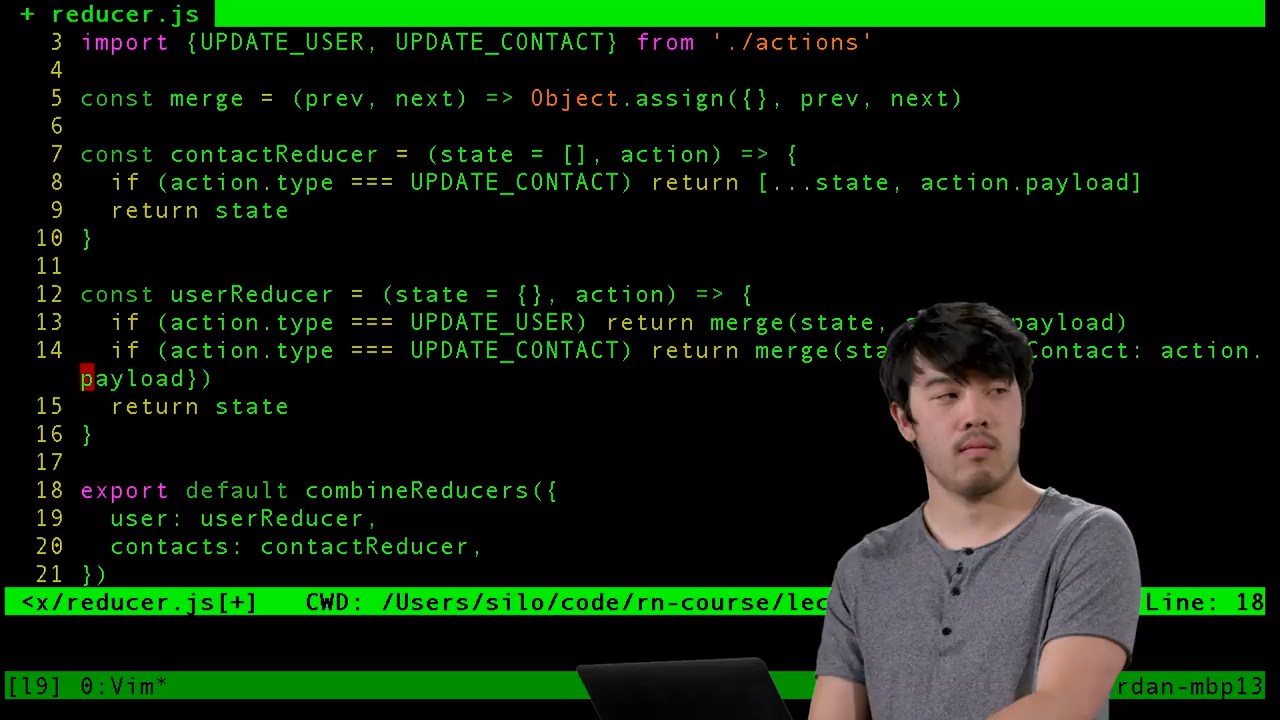 + reducer.js
3 import {UPDATE_USER, UPDATE_CONTACT} from './actions'
4
5 const merge = (prev, next) => Object.assign({}, prev, next)
6
7 const contactReducer = (state = [], action) => {
8 if (action.type === UPDATE_CONTACT) return [...state, action.payload]
9 return state
10 }
11
12 const userReducer = (state = {}, action) => {
13 if (action.type === UPDATE_USER) return merge(state, payload)
14 if (action.type === UPDATE_CONTACT) return merge( Contact: action.
payload})
15 return state
16 }
17
18 export default combineReducers({
19 user: userReducer,
20 contacts: contactReducer,
21 })
<x/reducer.js[+] CWD: /Users/silo/code/rn-course/ Line: 18
[l9] 0:Vim* rdan-mbp13